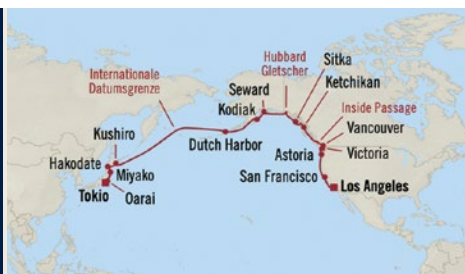 Internationale
Datumsgrenze
Hubbard
Gletscher
Sitka
Ketchikan
Seward
Kodiak
Inside Passage
Vancouver
Kushiro
Dutch Harbor
Victoria
Astoria
Hakodate
Miyako
San Francisco
Los Angeles
Tokio
Oarai